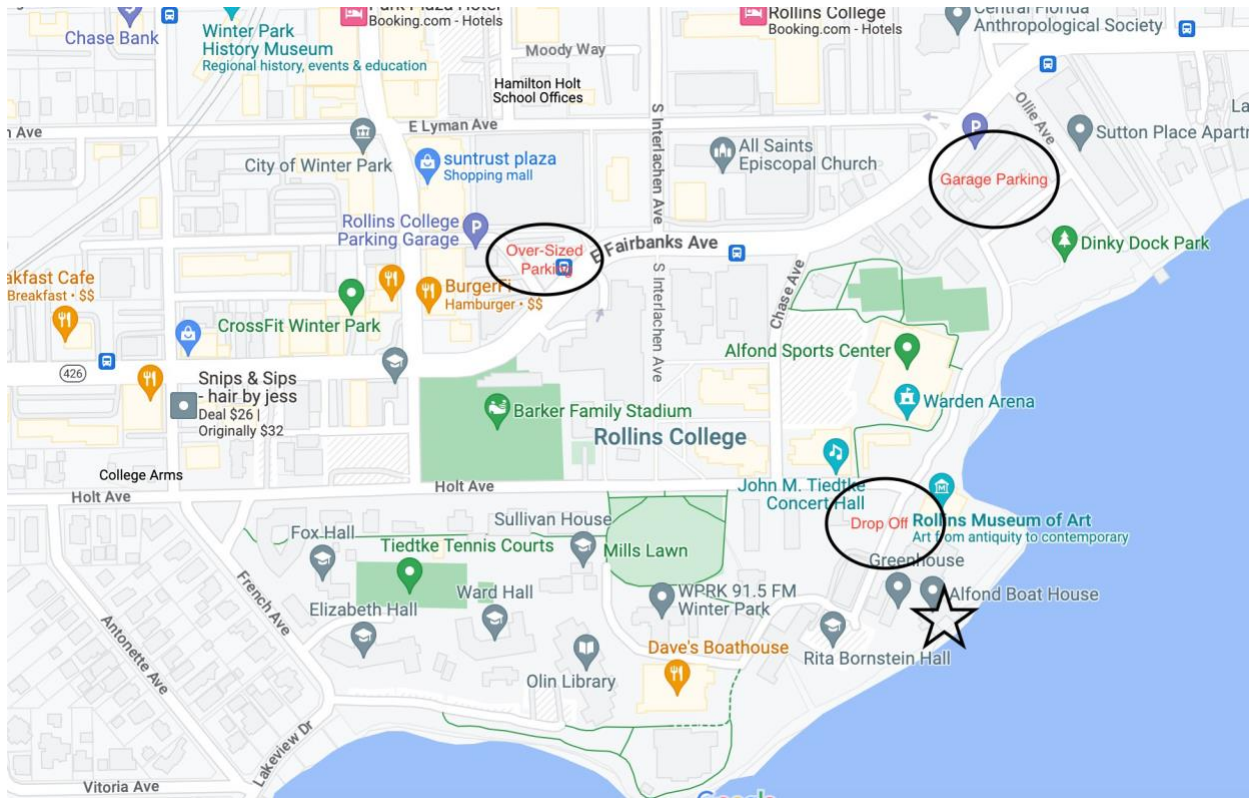 Park Plaza Hotel
Booking.com - Hotels
Rollins College
Booking.com - Hotels
Central Florida
Anthropological Society
Chase Bank
Winter Park
History Museum
Regional history, events & education
Moody Way
Hamilton Holt
School Offices
Ollie Ave
La
n Ave
E Lyman Ave
S Interlachen Ave
P
Sutton Place Apartr
City of Winter Park
suntrust plaza
Shopping mall
All Saints
Episcopal Church
Garage Parking
Rollins College
Parking Garage
P
Over-Sized
Parking
E Fairbanks Ave
Dinky Dock Park
akfast Cafe
Breakfast • $$
BurgerFi
Hamburger • $$
S Interlachen Ave
Chase Ave
CrossFit Winter Park
Alfond Sports Center
426
Snips & Sips
- hair by jess
Deal $26 |
Originally $32
Barker Family Stadium
Warden Arena
Rollins College
College Arms
Holt Ave
Holt Ave
John M. Tiedtke
Concert Hall
Drop Off
Rollins Museum of Art
Art from antiquity to contemporary
Fox Hall
Sullivan House
Tiedtke Tennis Courts
Mills Lawn
Greenhouse
French Ave
Elizabeth Hall
Ward Hall
WPRK 91.5 FM
Winter Park
Alfond Boat House
Antonette Ave
Dave's Boathouse
Rita Bornstein Hall
Olin Library
Lakeview Dr
Vitoria Ave
Google